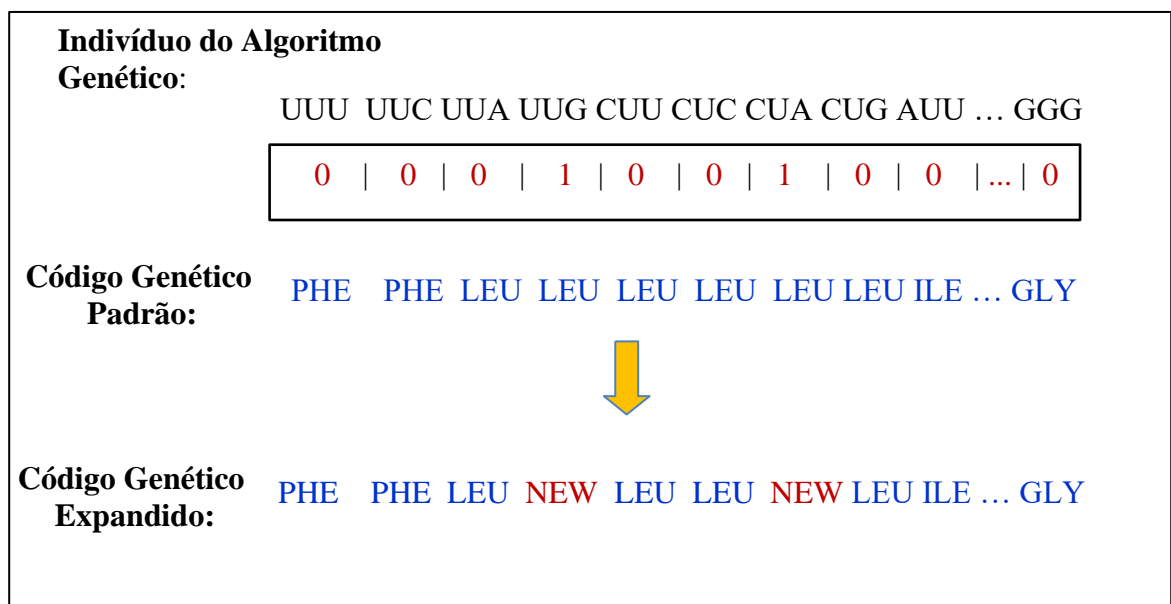 Indivíduo do Algoritmo
Genético:
UUU UUC UUA UUG CUU CUC CUA CUG AUU … GGG
0 | 0 | 0 | 1 | 0 | 0 | 1 | 0 | 0 |...| 0
Código Genético
Padrão:
PHE PHE LEU LEU LEU LEU LEU LEU ILE … GLY
Código Genético
Expandido:
PHE PHE LEU NEW LEU LEU NEW LEU ILE … GLY